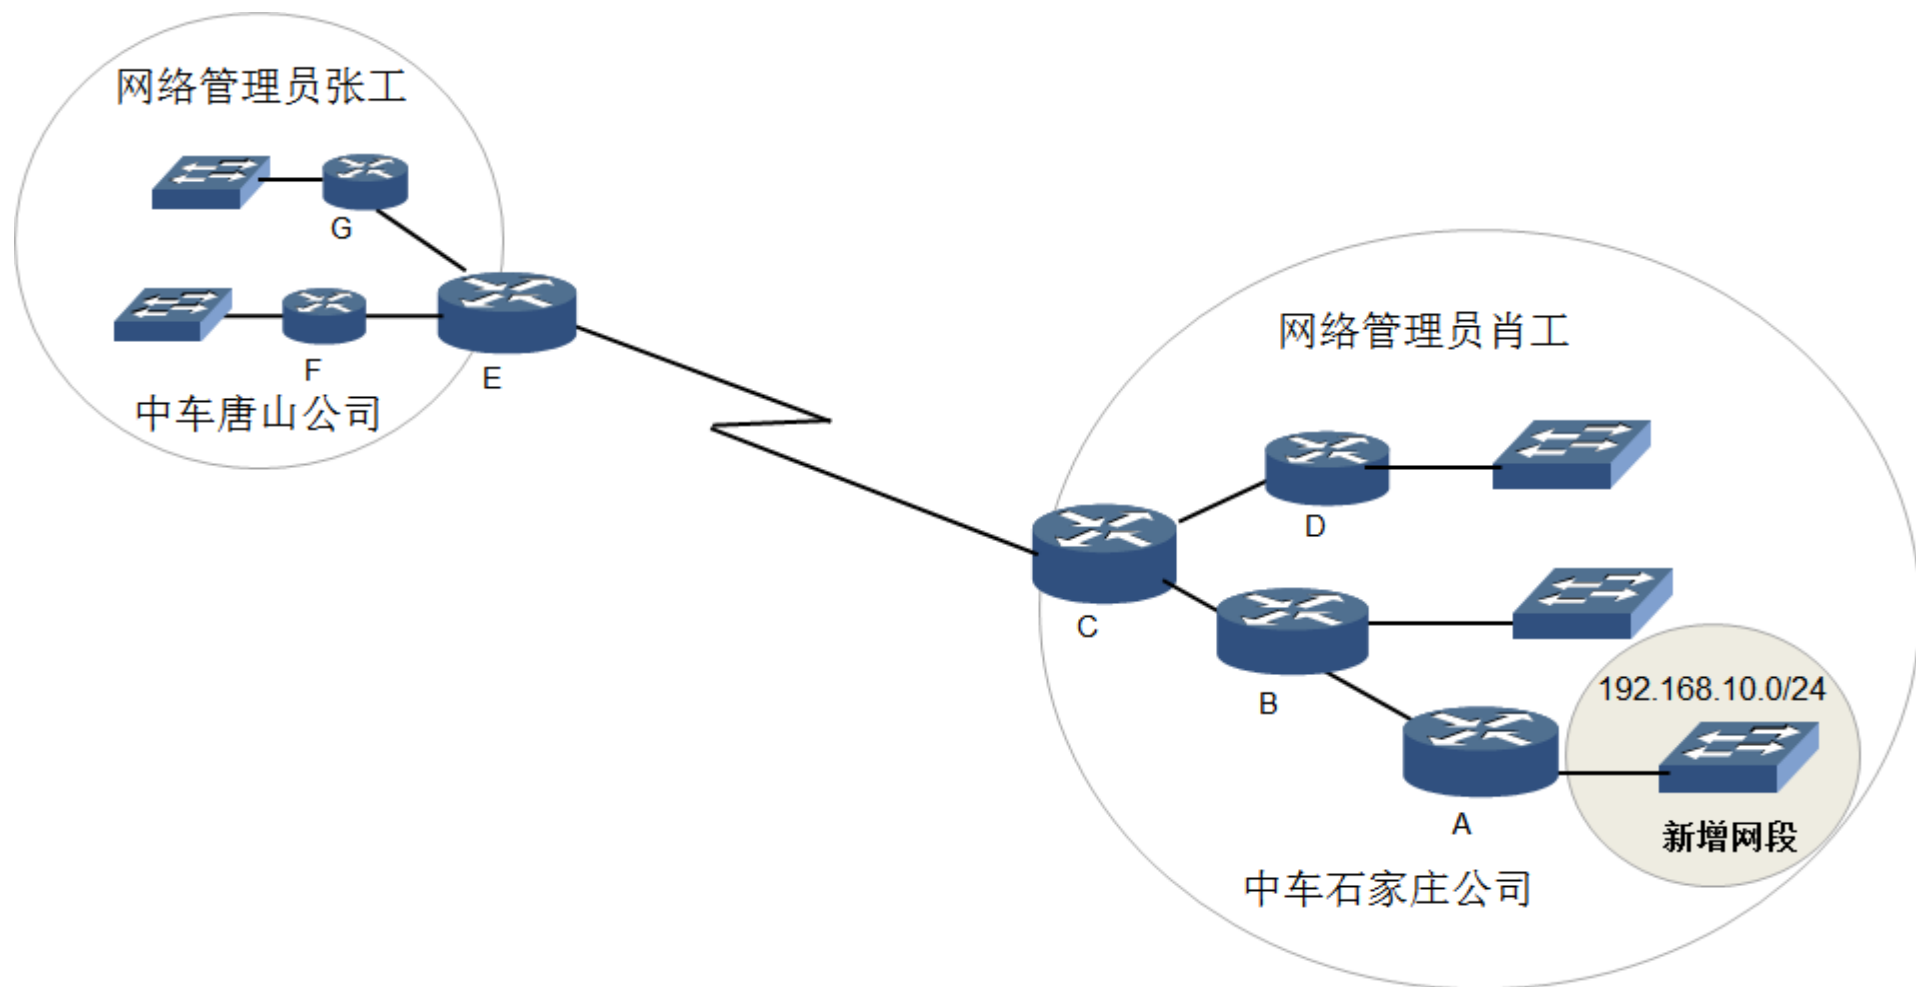 网络管理员张工
G
F
E
中车唐山公司
网络管理员肖工
D
C
B
192.168.10.0/24
A
新增网段
中车石家庄公司